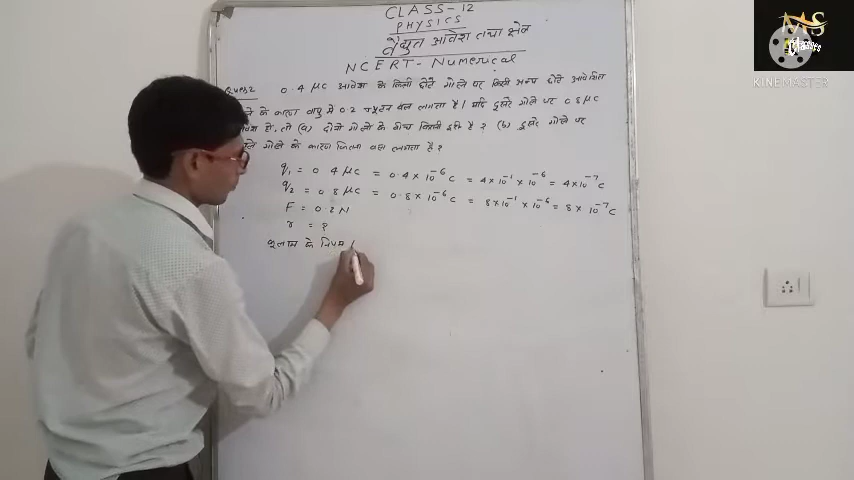 CLASS-12
PHYSICS
वैद्युत आवेश तथा क्षेत्र
NCERT-Numerical
Ques2 0.4 μC आवेश के किसी छोटे गोले पर किसी अन्य छोटे आवेशित
के कारण वायु में 0.2 न्यूटन बल लगता है। यदि दूसरे गोले पर 0.8 μC
हो, तो (a) दोनों गोलों के बीच कितनी दूरी है? (b) दूसरे गोले पर
गोले के कारण कितना बल लगता है?
q1 = 0.4 μC = 0.4×10⁻⁶ C = 4×10⁻¹×10⁻⁶ = 4×10⁻⁷ C
q2 = 0.8 μC = 0.8×10⁻⁶ C = 8×10⁻¹×10⁻⁶ = 8×10⁻⁷ C
F = 0.2 N
r = ?
कूलाम के नियम
MS
Classes
KINEMASTER